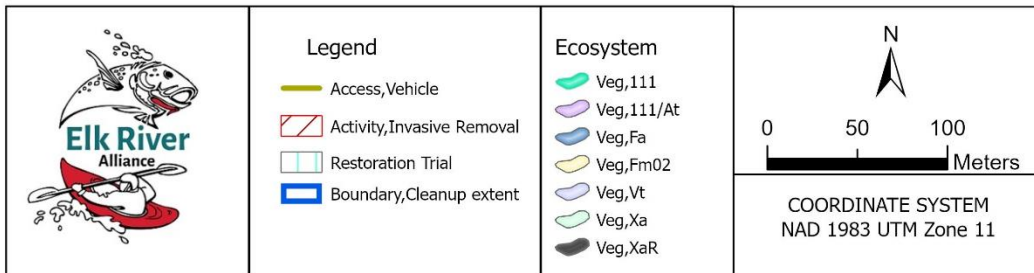 Elk River
Alliance
Legend
Access,Vehicle
Activity,Invasive Removal
Restoration Trial
Boundary,Cleanup extent
Ecosystem
Veg,111
Veg,111/At
Veg,Fa
Veg,Fm02
Veg,Vt
Veg,Xa
Veg,XaR
N
0 50 100
Meters
COORDINATE SYSTEM
NAD 1983 UTM Zone 11